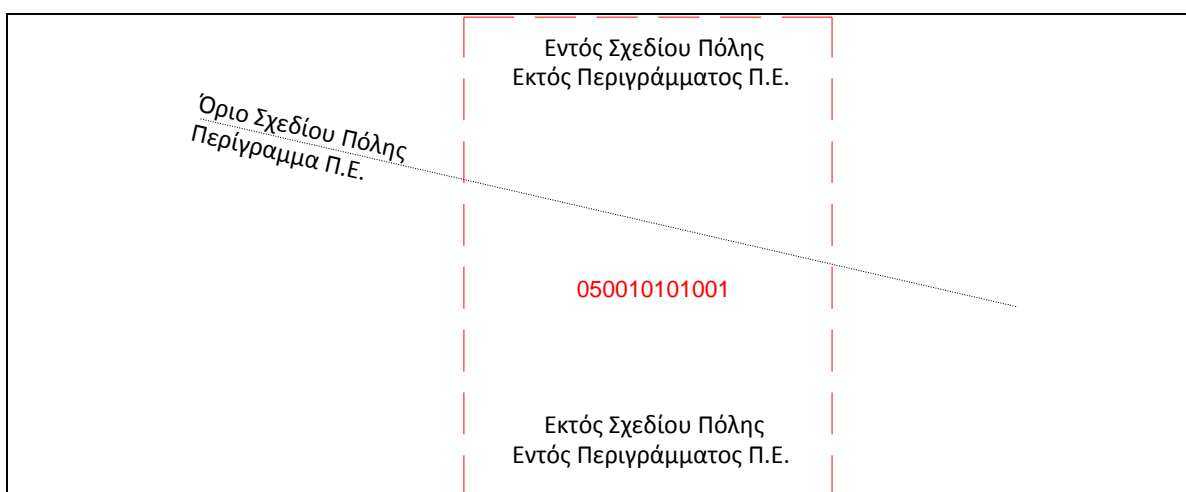 Εντός Σχεδίου Πόλης
Εκτός Περιγράμματος Π.Ε.
Όριο Σχεδίου Πόλης
Περίγραμμα Π.Ε.
050010101001
Εκτός Σχεδίου Πόλης
Εντός Περιγράμματος Π.Ε.